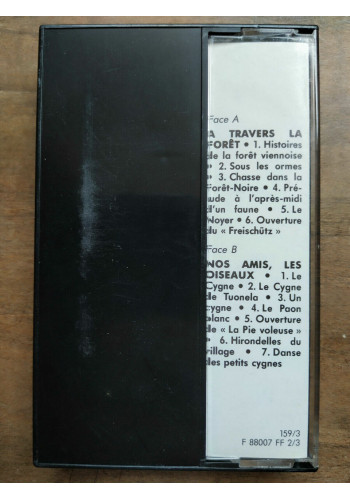 Face A
A TRAVERS LA
FORÊT • 1. Histoires
de la forêt viennoise
• 2. Sous les ormes
• 3. Chasse dans la
Forêt-Noire • 4. Pré-
lude à l'après-midi
d'un faune • 5. Le
Noyer • 6. Ouverture
du « Freischütz »
Face B
NOS AMIS, LES
OISEAUX • 1. Le
Cygne • 2. Le Cygne
de Tuonela • 3. Un
cygne • 4. Le Paon
blanc • 5. Ouverture
de « La Pie voleuse »
• 6. Hirondelles du
village • 7. Danse
des petits cygnes
159/3
F 88007 FF 2/3